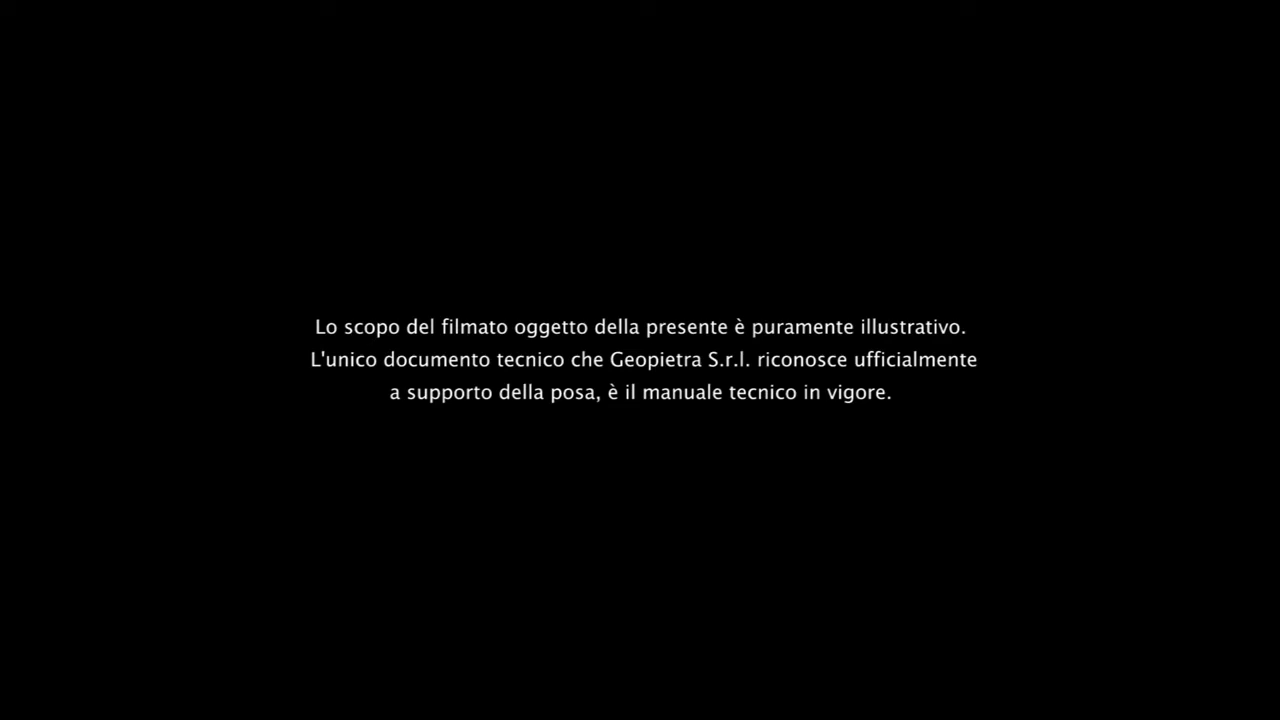 Lo scopo del filmato oggetto della presente è puramente illustrativo.
L'unico documento tecnico che Geopietra S.r.l. riconosce ufficialmente
a supporto della posa, è il manuale tecnico in vigore.